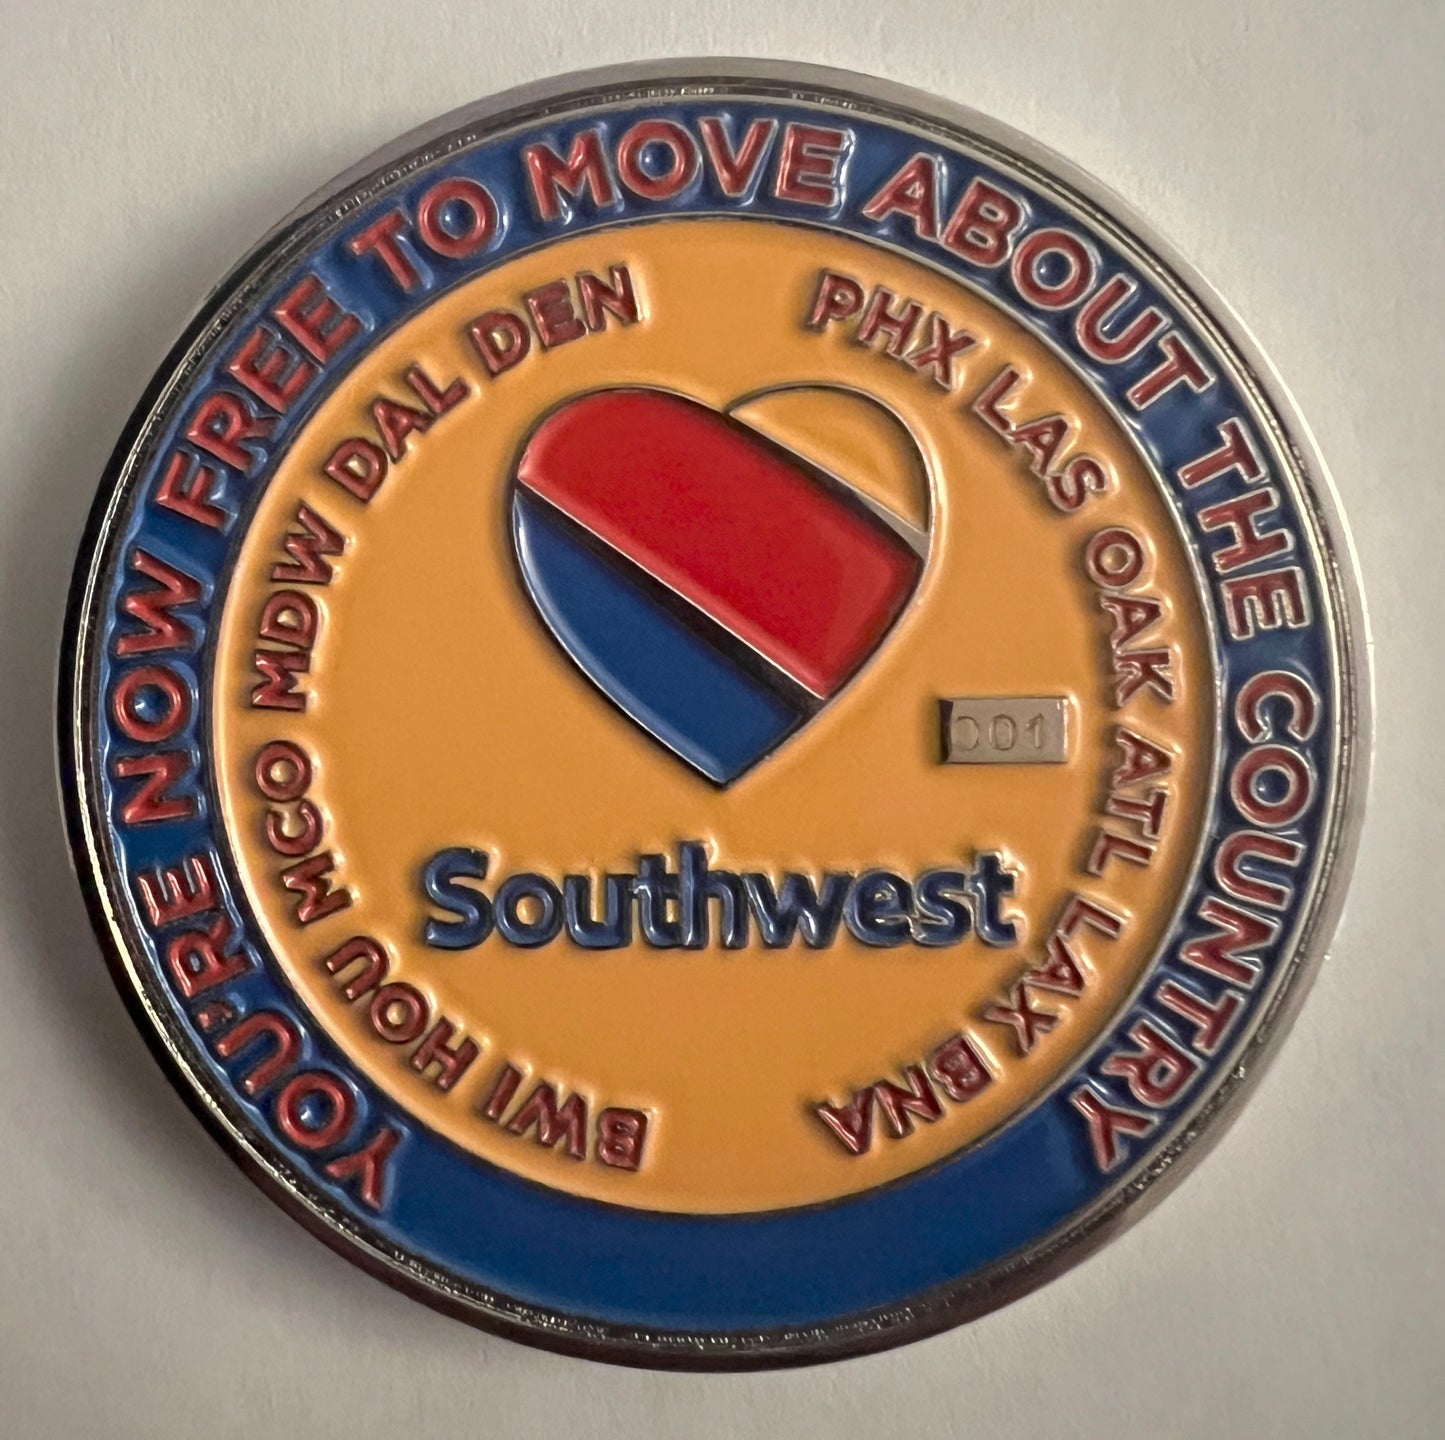 YOU'RE NOW FREE TO MOVE ABOUT THE COUNTRY
BWI HOU MCO MDW DAL DEN
PHX LAS OAK ATL LAX BNA
001
Southwest